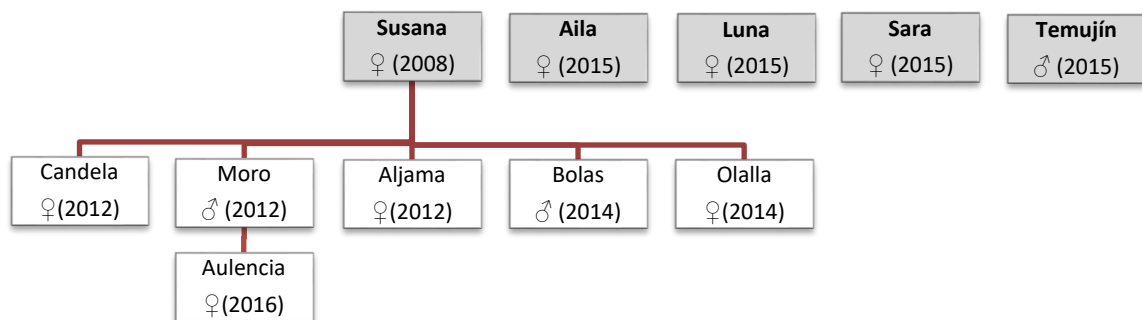 Susana
♀ (2008)
Aila
♀ (2015)
Luna
♀ (2015)
Sara
♀ (2015)
Temujín
♂ (2015)
Candela
♀(2012)
Moro
♂ (2012)
Aljama
♀(2012)
Bolas
♂ (2014)
Olalla
♀(2014)
Aulencia
♀(2016)